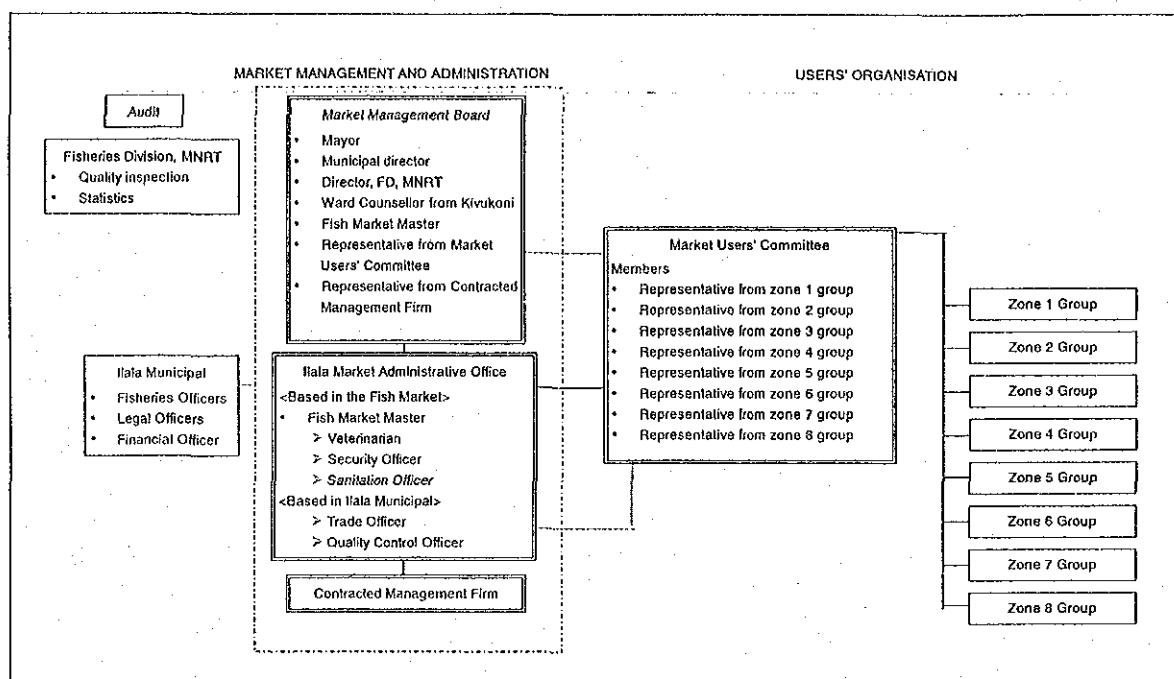 MARKET MANAGEMENT AND ADMINISTRATION
USERS' ORGANISATION
Audit
Fisheries Division, MNRT
• Quality inspection
• Statistics
Market Management Board
• Mayor
• Municipal director
• Director, FD, MNRT
• Ward Counsellor from Kivukoni
• Fish Market Master
• Representative from Market
Users' Committee
• Representative from Contracted
Management Firm
Ilala Municipal
• Fisheries Officers
• Legal Officers
• Financial Officer
Ilala Market Administrative Office
<Based in the Fish Market>
• Fish Market Master
➢ Veterinarian
➢ Security Officer
➢ Sanitation Officer
<Based in Ilala Municipal>
➢ Trade Officer
➢ Quality Control Officer
Contracted Management Firm
Market Users' Committee
Members
• Representative from zone 1 group
• Representative from zone 2 group
• Representative from zone 3 group
• Representative from zone 4 group
• Representative from zone 5 group
• Representative from zone 6 group
• Representative from zone 7 group
• Representative from zone 8 group
Zone 1 Group
Zone 2 Group
Zone 3 Group
Zone 4 Group
Zone 5 Group
Zone 6 Group
Zone 7 Group
Zone 8 Group